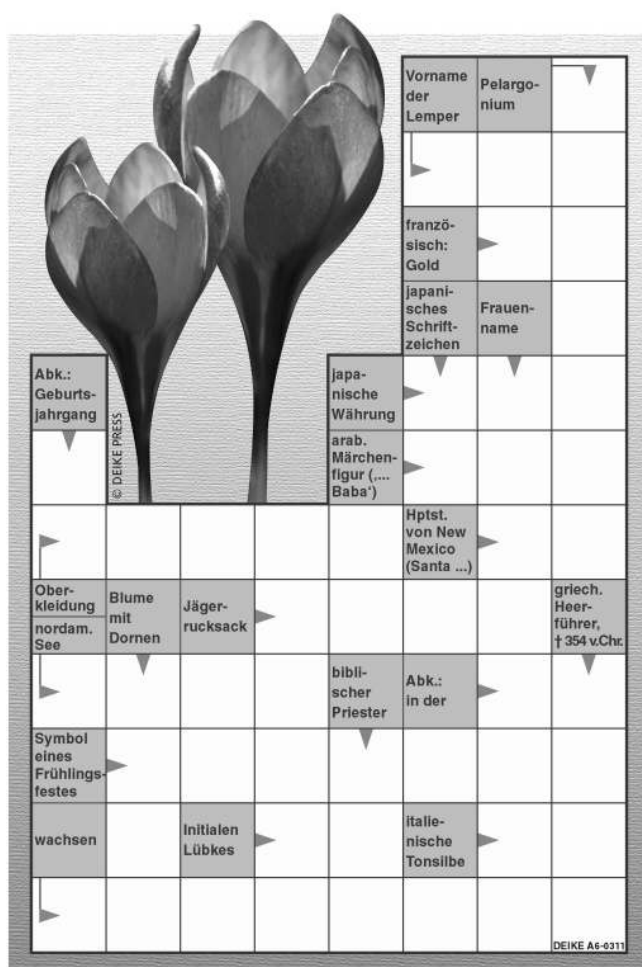 Vorname
der
Lemper
Pelargo-
nium
franzö-
sisch:
Gold
japani-
sches
Schrift-
zeichen
Frauen-
name
Abk.:
Geburts-
jahrgang
© DEIKE PRESS
japa-
nische
Währung
arab.
Märchen-
figur (‚...
Baba‘)
Hptst.
von New
Mexico
(Santa ...)
Ober-
kleidung
nordam.
See
Blume
mit
Dornen
Jäger-
rucksack
griech.
Heer-
führer,
† 354 v.Chr.
bibli-
scher
Priester
Abk.:
in der
Symbol
eines
Frühlings-
festes
wachsen
Initialen
Lübkes
italie-
nische
Tonsilbe
DEIKE A6-0311